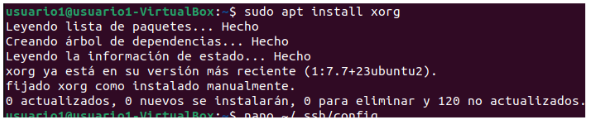 usuario1@usuario1-VirtualBox:~$ sudo apt install xorg
Leyendo lista de paquetes... Hecho
Creando árbol de dependencias... Hecho
Leyendo la información de estado... Hecho
xorg ya está en su versión más reciente (1:7.7+23ubuntu2).
fijado xorg como instalado manualmente.
0 actualizados, 0 nuevos se instalarán, 0 para eliminar y 120 no actualizados.
usuario1@usuario1-VirtualBox:~$ nano ~/.ssh/config